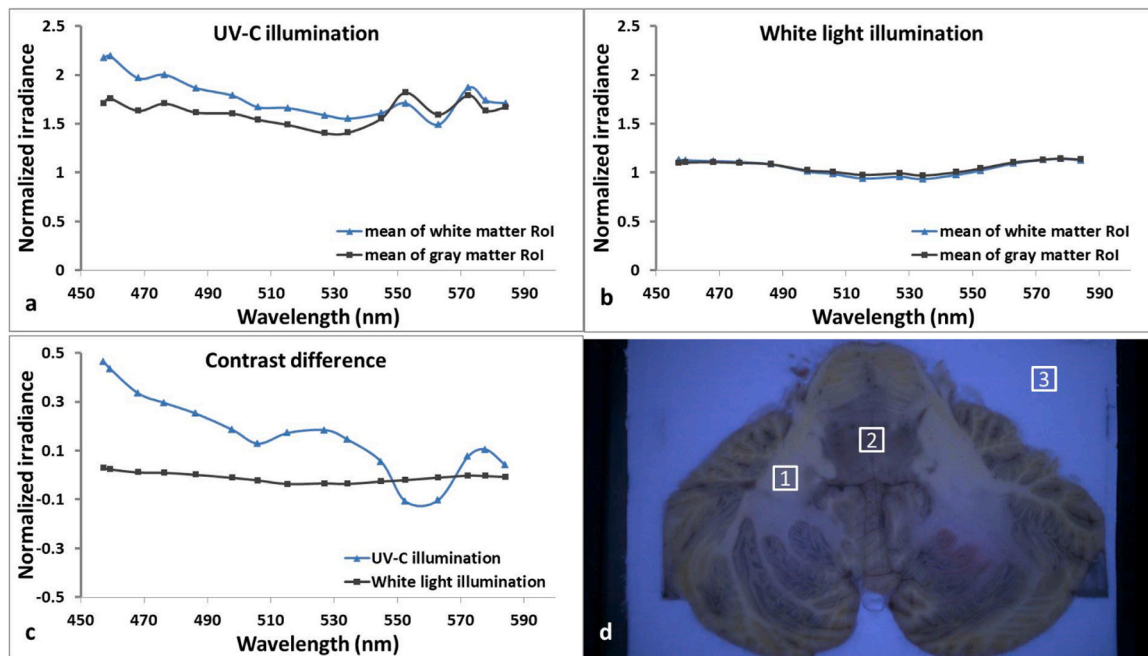 UV-C illumination
Normalized irradiance
2.5
2
1.5
1
0.5
0
mean of white matter RoI
mean of gray matter RoI
450 470 490 510 530 550 570 590
Wavelength (nm)
a
White light illumination
Normalized irradiance
2.5
2
1.5
1
0.5
0
mean of white matter RoI
mean of gray matter RoI
450 470 490 510 530 550 570 590
Wavelength (nm)
b
Contrast difference
Normalized irradiance
0.5
0.3
0.1
-0.1
-0.3
-0.5
UV-C illumination
White light illumination
450 470 490 510 530 550 570 590
Wavelength (nm)
c
3
2
1
d